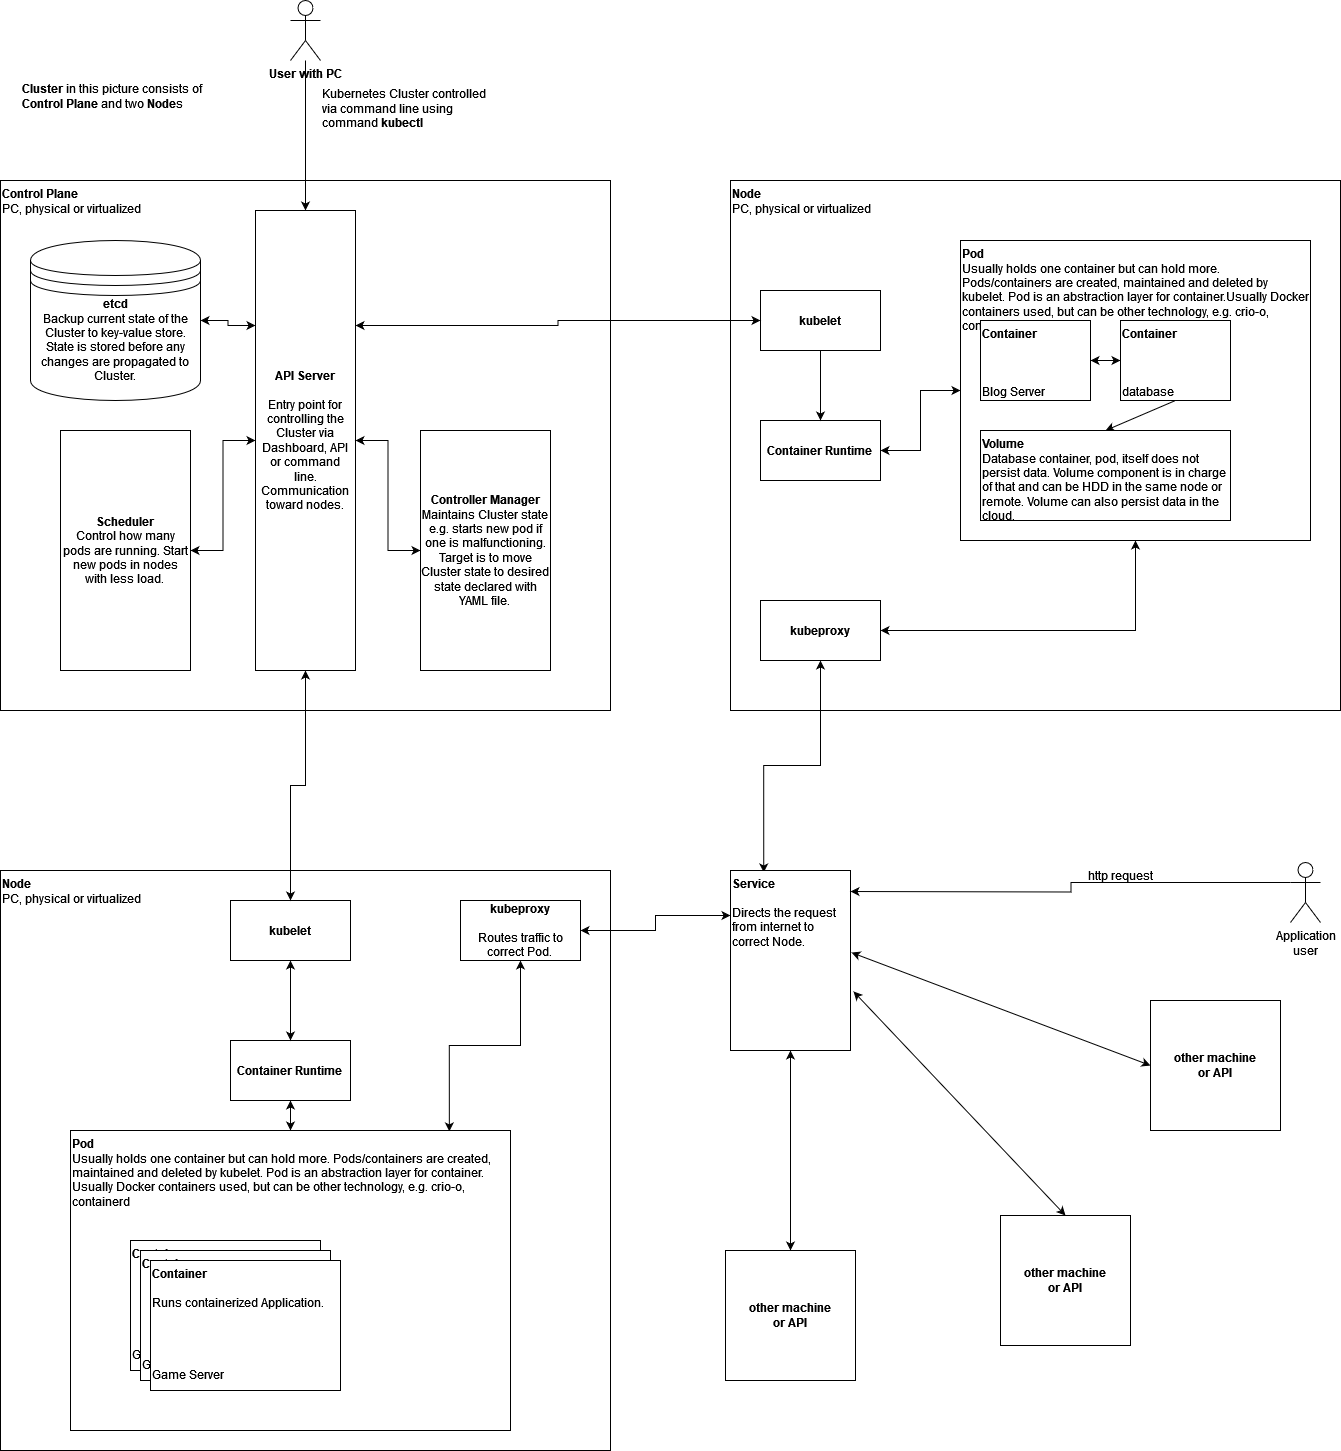 User with PC
Cluster in this picture consists of
Control Plane and two Nodes
Kubernetes Cluster controlled
via command line using
command kubectl
Control Plane
PC, physical or virtualized
etcd
Backup current state of the
Cluster to key-value store.
State is stored before any
changes are propagated to
Cluster.
API Server
Entry point for
controlling the
Cluster via
Dashboard, API
or command
line.
Communication
toward nodes.
Scheduler
Control how many
pods are running. Start
new pods in nodes
with less load.
Controller Manager
Maintains Cluster state
e.g. starts new pod if
one is malfunctioning.
Target is to move
Cluster state to desired
state declared with
YAML file.
Node
PC, physical or virtualized
kubelet
Container Runtime
kubeproxy
Pod
Usually holds one container but can hold more.
Pods/containers are created, maintained and deleted by
kubelet. Pod is an abstraction layer for container.Usually Docker
containers used, but can be other technology, e.g. crio-o,
Container
Blog Server
Container
database
Volume
Database container, pod, itself does not
persist data. Volume component is in charge
of that and can be HDD in the same node or
remote. Volume can also persist data in the
cloud.
Node
PC, physical or virtualized
kubelet
kubeproxy
Routes traffic to
correct Pod.
Container Runtime
Pod
Usually holds one container but can hold more. Pods/containers are created,
maintained and deleted by kubelet. Pod is an abstraction layer for container.
Usually Docker containers used, but can be other technology, e.g. crio-o,
containerd
Container
Runs containerized Application.
Game Server
Service
Directs the request
from internet to
correct Node.
http request
Application
user
other machine
or API
other machine
or API
other machine
or API